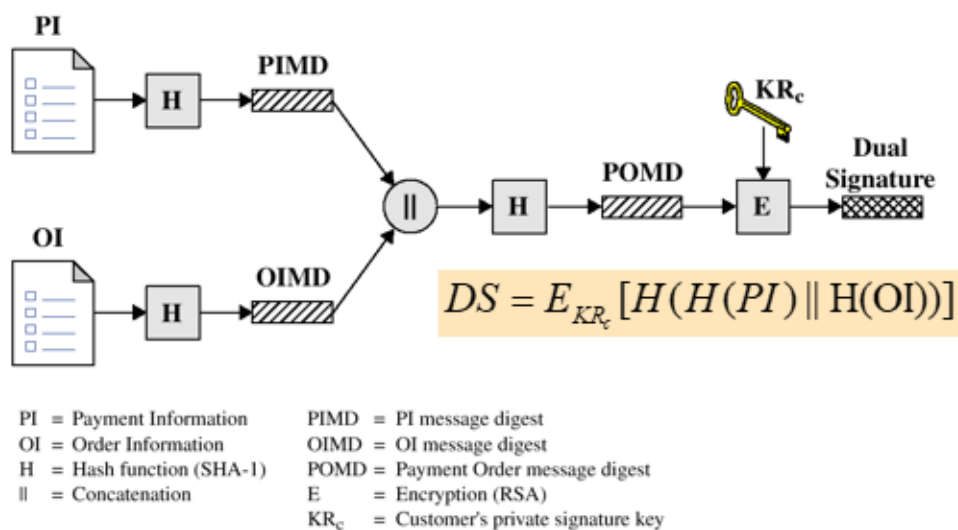 PI
PIMD
H
KRc
POMD
Dual
Signature
||
H
E
OI
OIMD
H
DS = E_{KR_c}[H(H(PI) || H(OI))]
PI = Payment Information
OI = Order Information
H = Hash function (SHA-1)
|| = Concatenation
PIMD = PI message digest
OIMD = OI message digest
POMD = Payment Order message digest
E = Encryption (RSA)
KRc = Customer's private signature key